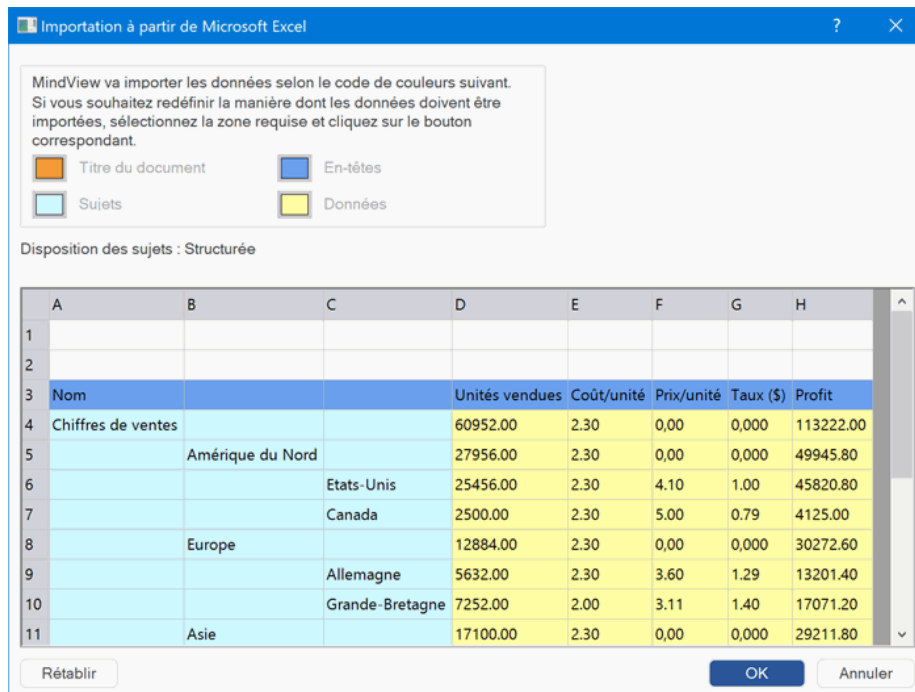 Importation à partir de Microsoft Excel ?
MindView va importer les données selon le code de couleurs suivant.
Si vous souhaitez redéfinir la manière dont les données doivent être
importées, sélectionnez la zone requise et cliquez sur le bouton
correspondant.
Titre du document En-têtes
Sujets Données
Disposition des sujets : Structurée
A B C D E F G H
1
2
3 Nom Unités vendues Coût/unité Prix/unité Taux ($) Profit
4 Chiffres de ventes 60952.00 2.30 0,00 0,000 113222.00
5 Amérique du Nord 27956.00 2.30 0,00 0,000 49945.80
6 Etats-Unis 25456.00 2.30 4.10 1.00 45820.80
7 Canada 2500.00 2.30 5.00 0.79 4125.00
8 Europe 12884.00 2.30 0,00 0,000 30272.60
9 Allemagne 5632.00 2.30 3.60 1.29 13201.40
10 Grande-Bretagne 7252.00 2.00 3.11 1.40 17071.20
11 Asie 17100.00 2.30 0,00 0,000 29211.80
Rétablir OK Annuler